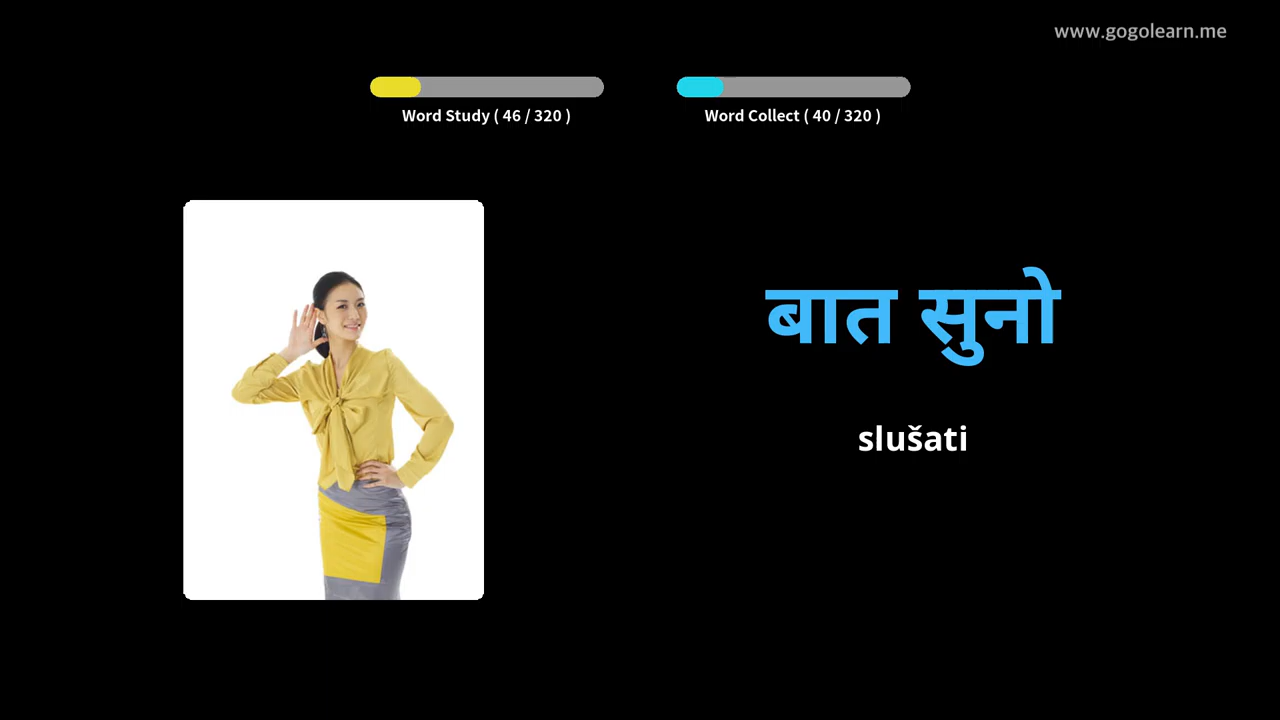 www.gogolearn.me
Word Study ( 46 / 320 )
Word Collect ( 40 / 320 )
बात सुनो
slušati